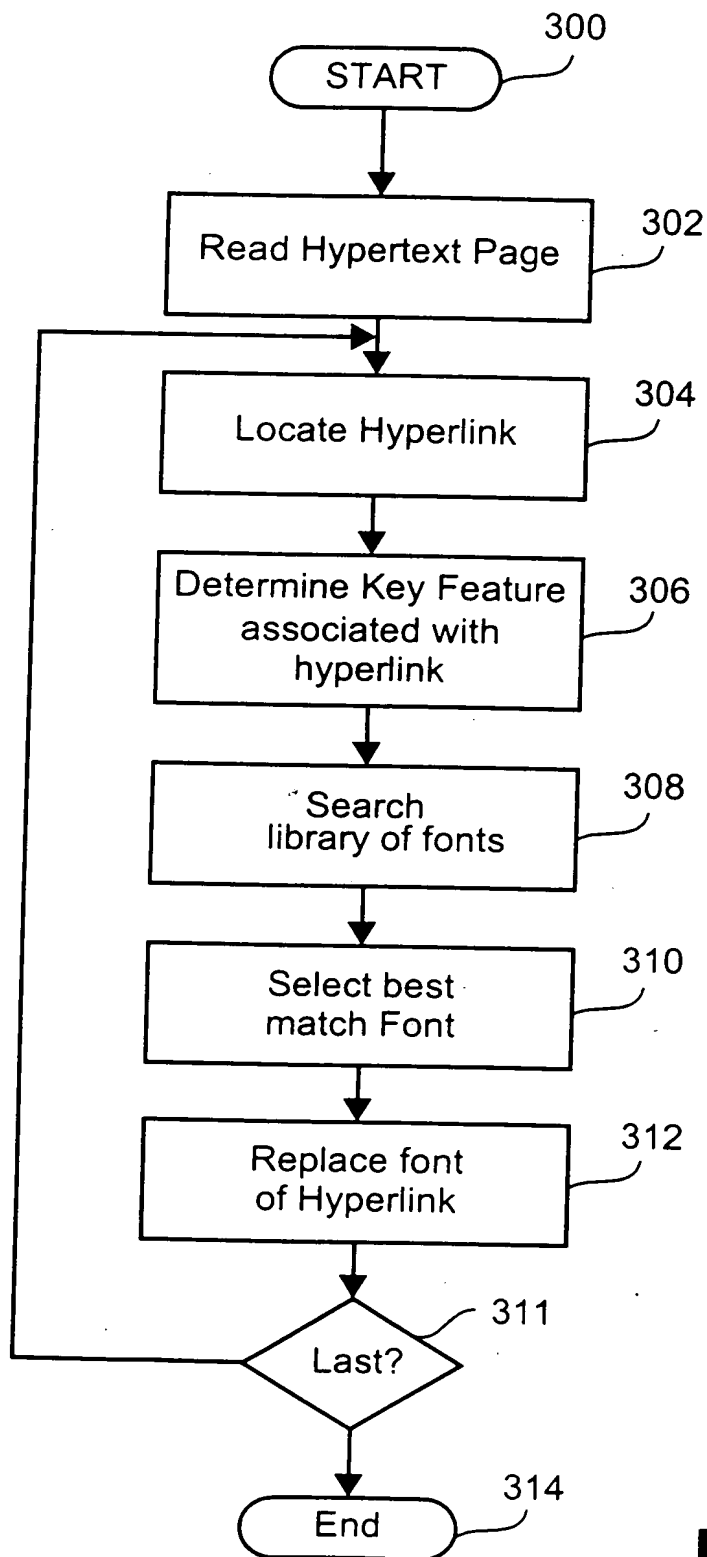 300
START
302
Read Hypertext Page
304
Locate Hyperlink
Determine Key Feature
306
associated with
hyperlink
308
Search
library of fonts
310
Select best
match Font
312
Replace font
of Hyperlink
311
Last?
314
End